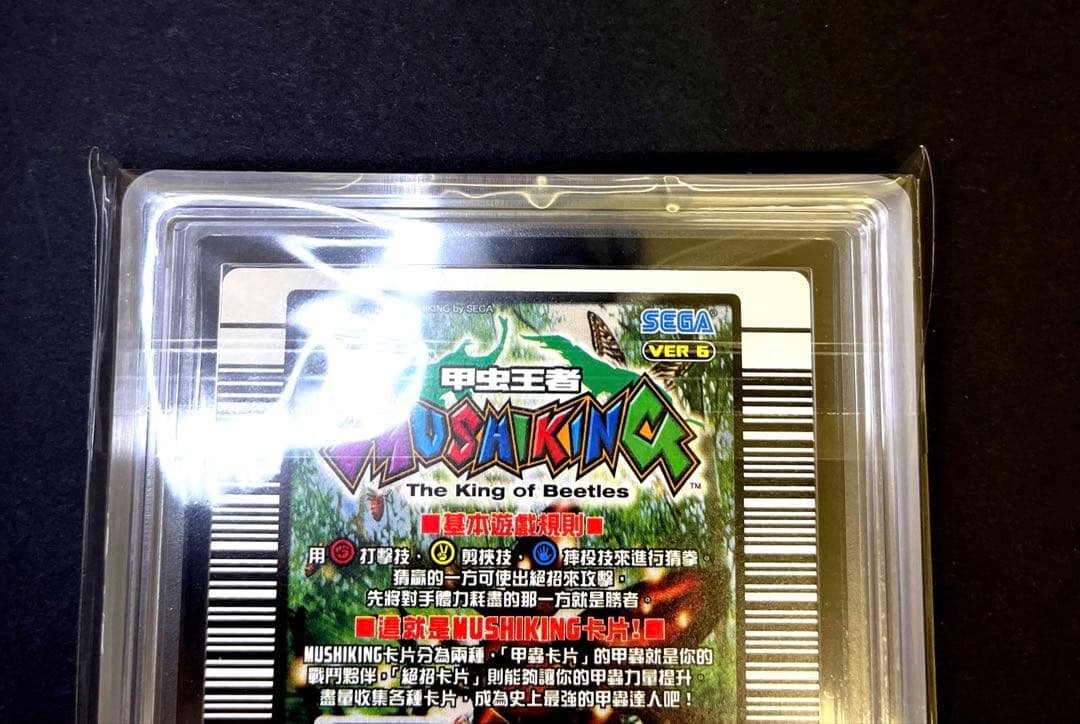 KING by SEGA
SEGA
VER 6
甲虫王者
MUSHIKING
The King of Beetles
TM
■基本遊戲規則■
用 打擊技，剪挾技，摔投技來進行猜拳。
猜贏的一方可使出絕招來攻擊，
先將對手體力耗盡的那一方就是勝者。
■這就是MUSHIKING卡片!■
MUSHIKING卡片分為兩種，「甲蟲卡片」的甲蟲就是你的
戰鬥夥伴，「絕招卡片」則能夠讓你的甲蟲力量提升。
盡量收集各種卡片，成為史上最強的甲蟲達人吧！